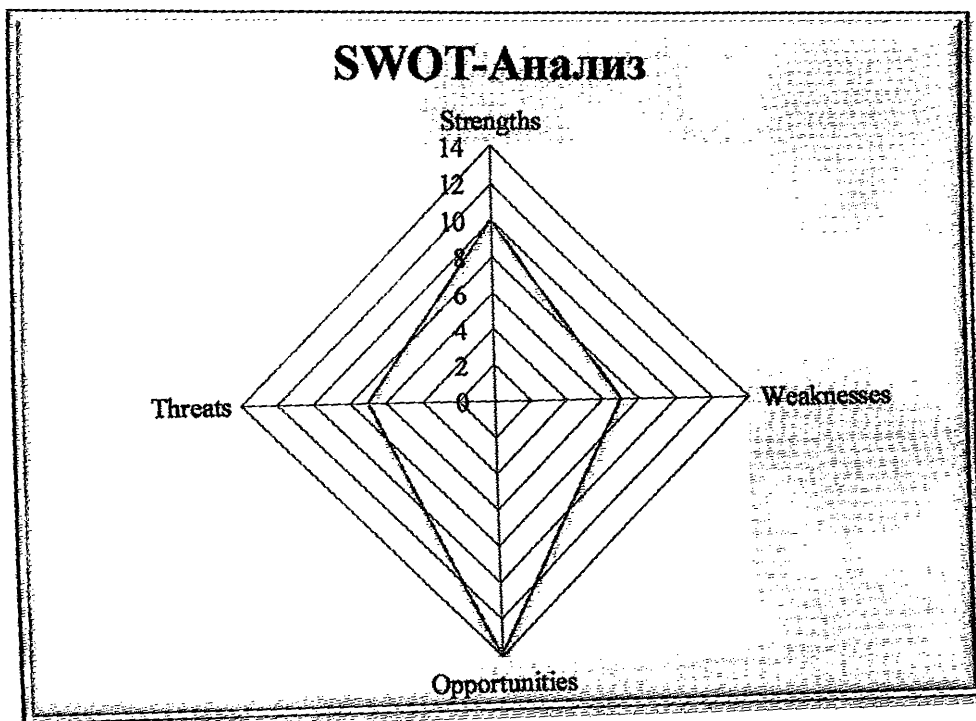 SWOT-Анализ
Strengths
14
12
10
8
6
4
2
0
Threats
Weaknesses
Opportunities